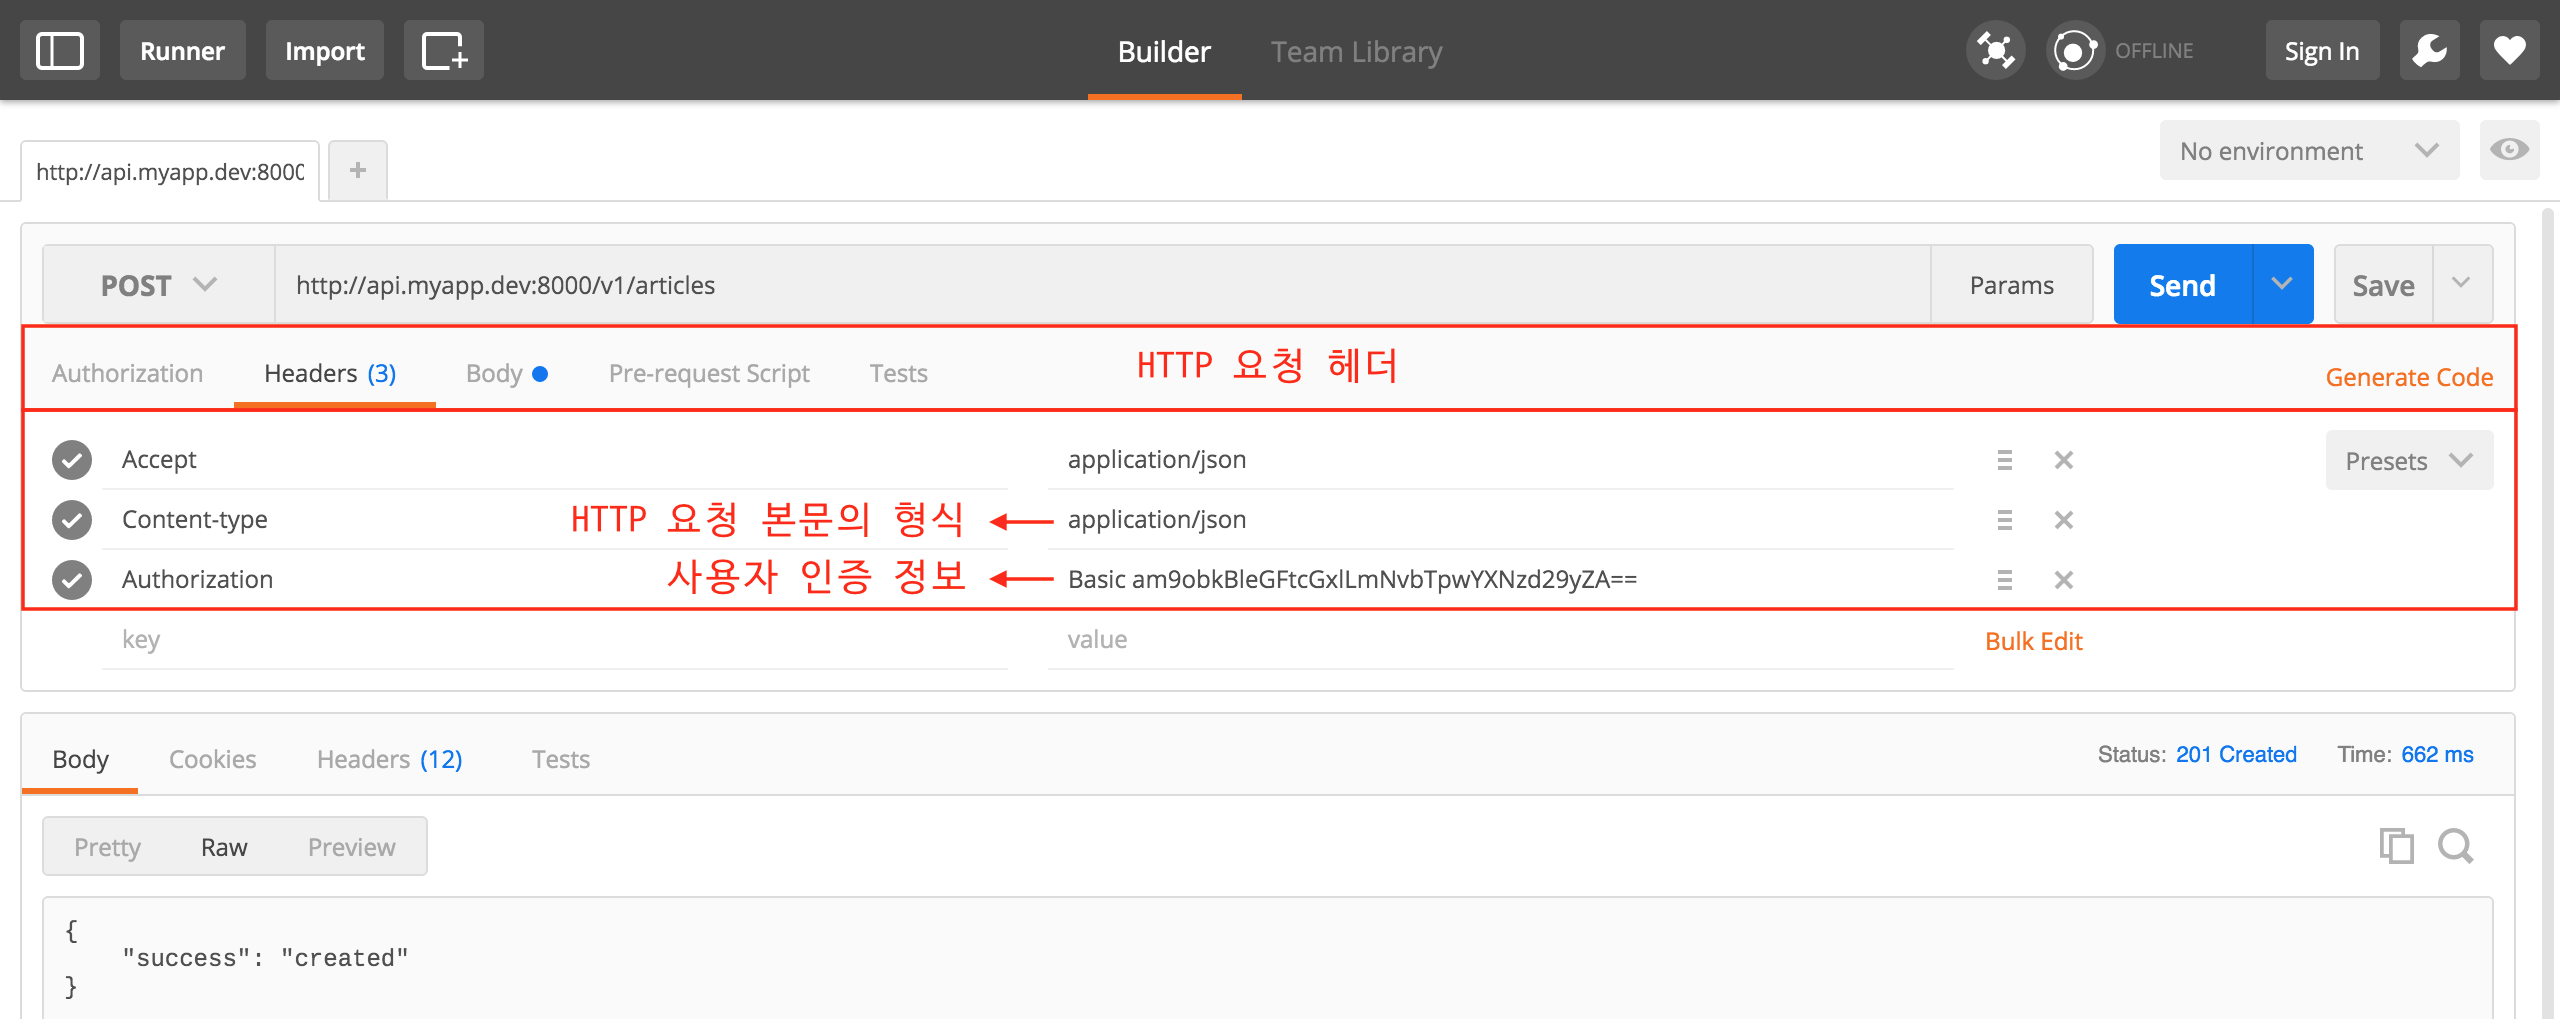 Runner Import Builder Team Library OFFLINE Sign In
http://api.myapp.dev:8000 + No environment
POST http://api.myapp.dev:8000/v1/articles Params Send Save
Authorization Headers (3) Body Pre-request Script Tests HTTP 요청 헤더 Generate Code
Accept application/json Presets
Content-type HTTP 요청 본문의 형식 application/json
Authorization 사용자 인증 정보 Basic am9obkBleGFtcGxlLmNvbTpwYXNzd29yZA==
key value Bulk Edit
Body Cookies Headers (12) Tests Status: 201 Created Time: 662 ms
Pretty Raw Preview
{
"success": "created"
}